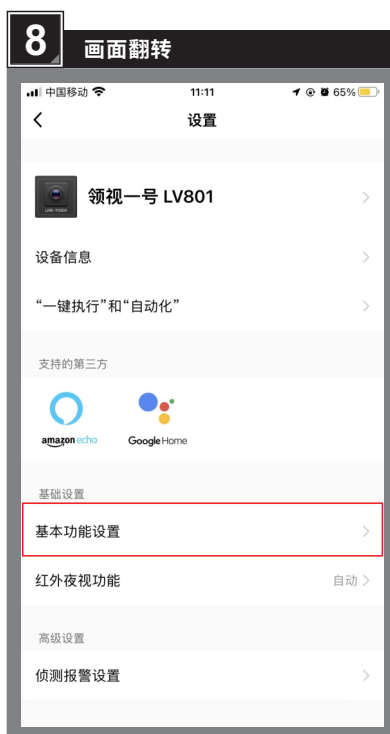 8 画面翻转
中国移动 11:11 65%
设置
LINE-VISION
领视一号 LV801
设备信息
“一键执行”和“自动化”
支持的第三方
amazon echo Google Home
基础设置
基本功能设置
红外夜视功能 自动
高级设置
侦测报警设置